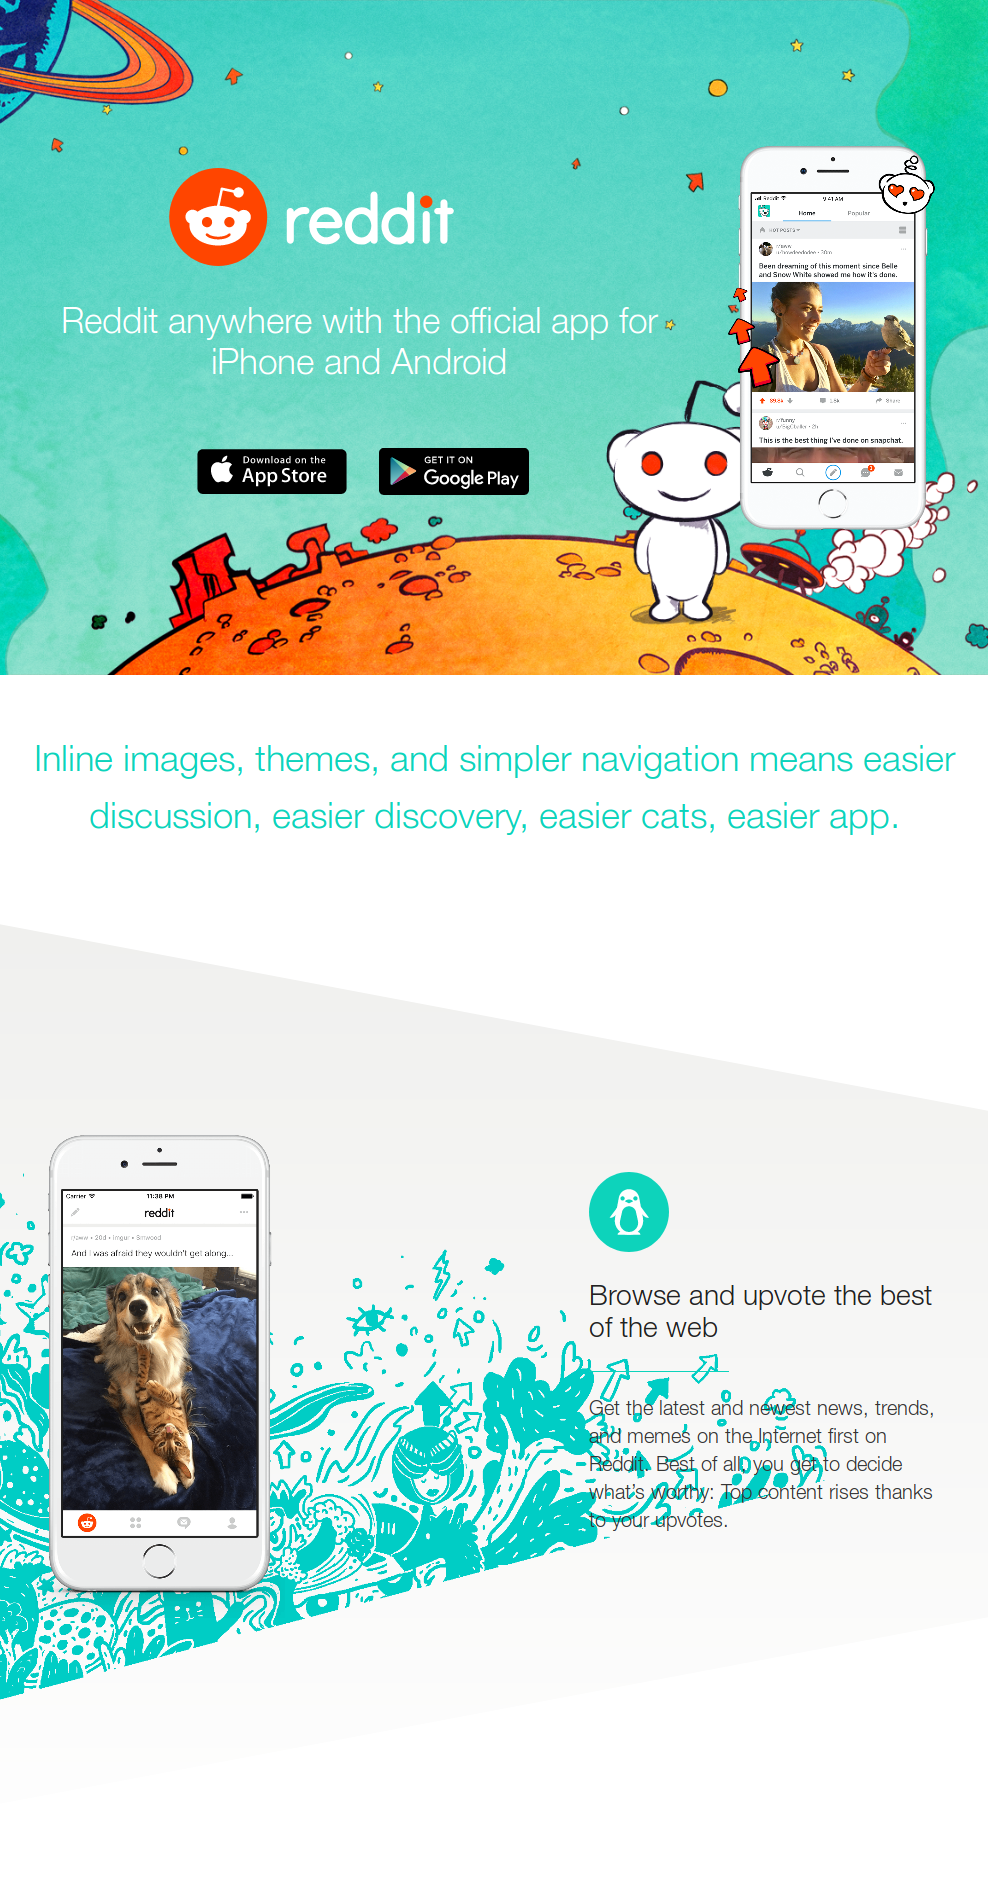 reddit
Reddit anywhere with the official app for
iPhone and Android
Download on the
App Store
GET IT ON
Google Play
Reddit
9:41 AM
Home
Popular
HOT POSTS
Been dreaming of this moment since Belle
and Snow White showed me how it's done.
Share
r/funny
This is the best thing I've done on snapchat.
Inline images, themes, and simpler navigation means easier
discussion, easier discovery, easier cats, easier app.
Carrier
11:38 PM
reddit
r/aww • 20d • imgur • 8mwood
And I was afraid they wouldn't get along...
Browse and upvote the best
of the web
Get the latest and newest news, trends,
and memes on the Internet first on
Reddit. Best of all, you get to decide
what's worthy: Top content rises thanks
to your upvotes.